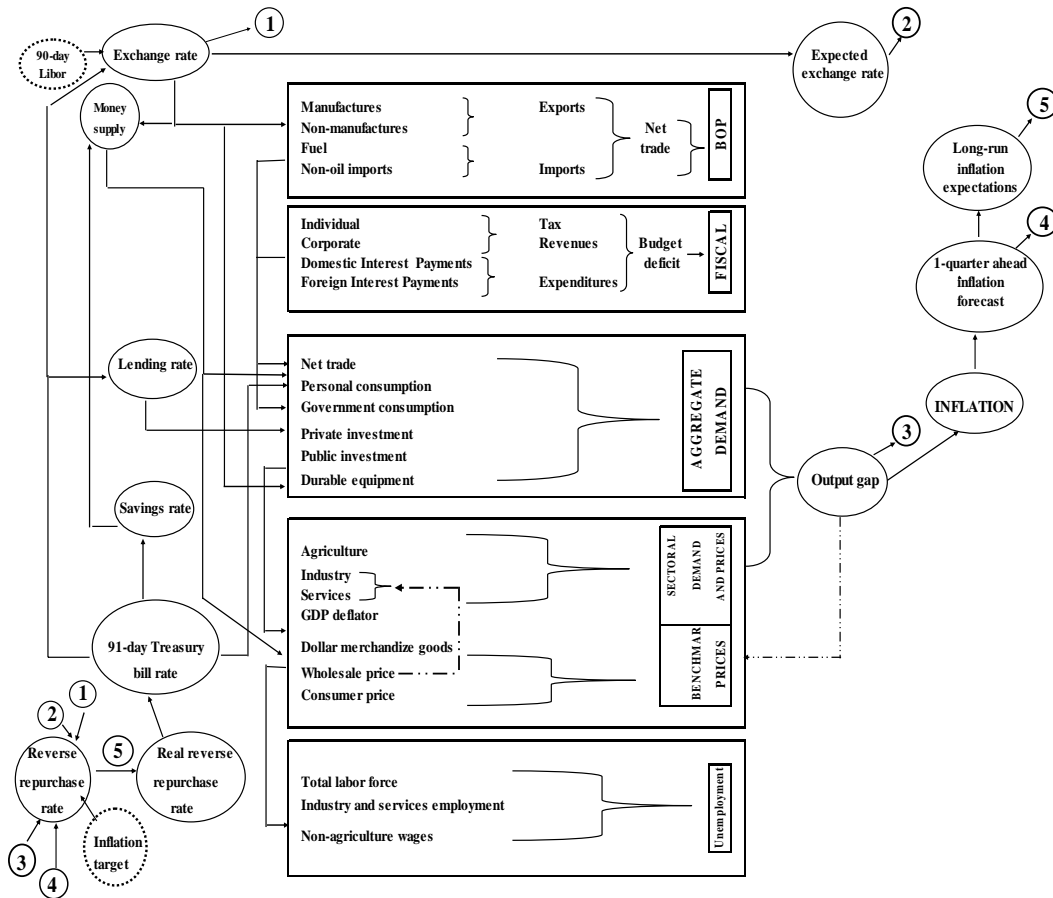 1
90-day
Libor
Exchange rate
Expected
exchange rate
2
Money
supply
Manufactures
Non-manufactures
Fuel
Non-oil imports
Exports
Imports
Net
trade
BOP
5
Long-run
inflation
expectations
Individual
Corporate
Domestic Interest Payments
Foreign Interest Payments
Tax
Revenues
Expenditures
Budget
deficit
FISCAL
4
1-quarter ahead
inflation
forecast
Lending rate
Net trade
Personal consumption
Government consumption
Private investment
Public investment
Durable equipment
AGGREGATE
DEMAND
INFLATION
3
Output gap
Savings rate
Agriculture
Industry
Services
GDP deflator
Dollar merchandize goods
Wholesale price
Consumer price
SECTORAL
DEMAND
AND PRICES
BENCHMAR
PRICES
91-day Treasury
bill rate
1
2
Reverse
repurchase
rate
5
Real reverse
repurchase
rate
3
4
Inflation
target
Total labor force
Industry and services employment
Non-agriculture wages
Unemployment